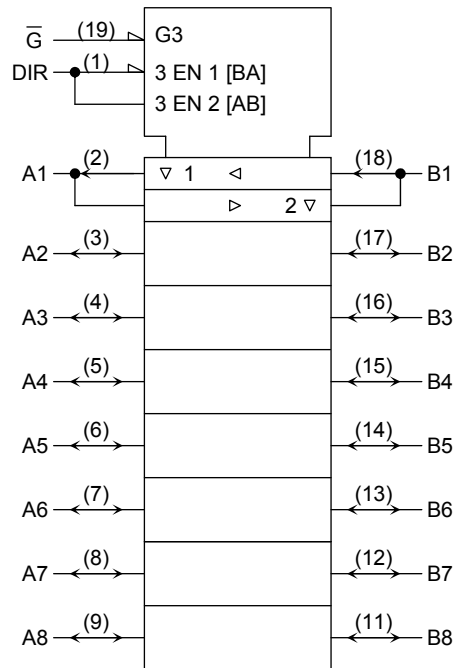 G̅ (19) G3
DIR (1) 3 EN 1 [BA]
3 EN 2 [AB]
A1 (2) ▽ 1 ◁ (18) B1
▷ 2 ▽
A2 (3) (17) B2
A3 (4) (16) B3
A4 (5) (15) B4
A5 (6) (14) B5
A6 (7) (13) B6
A7 (8) (12) B7
A8 (9) (11) B8